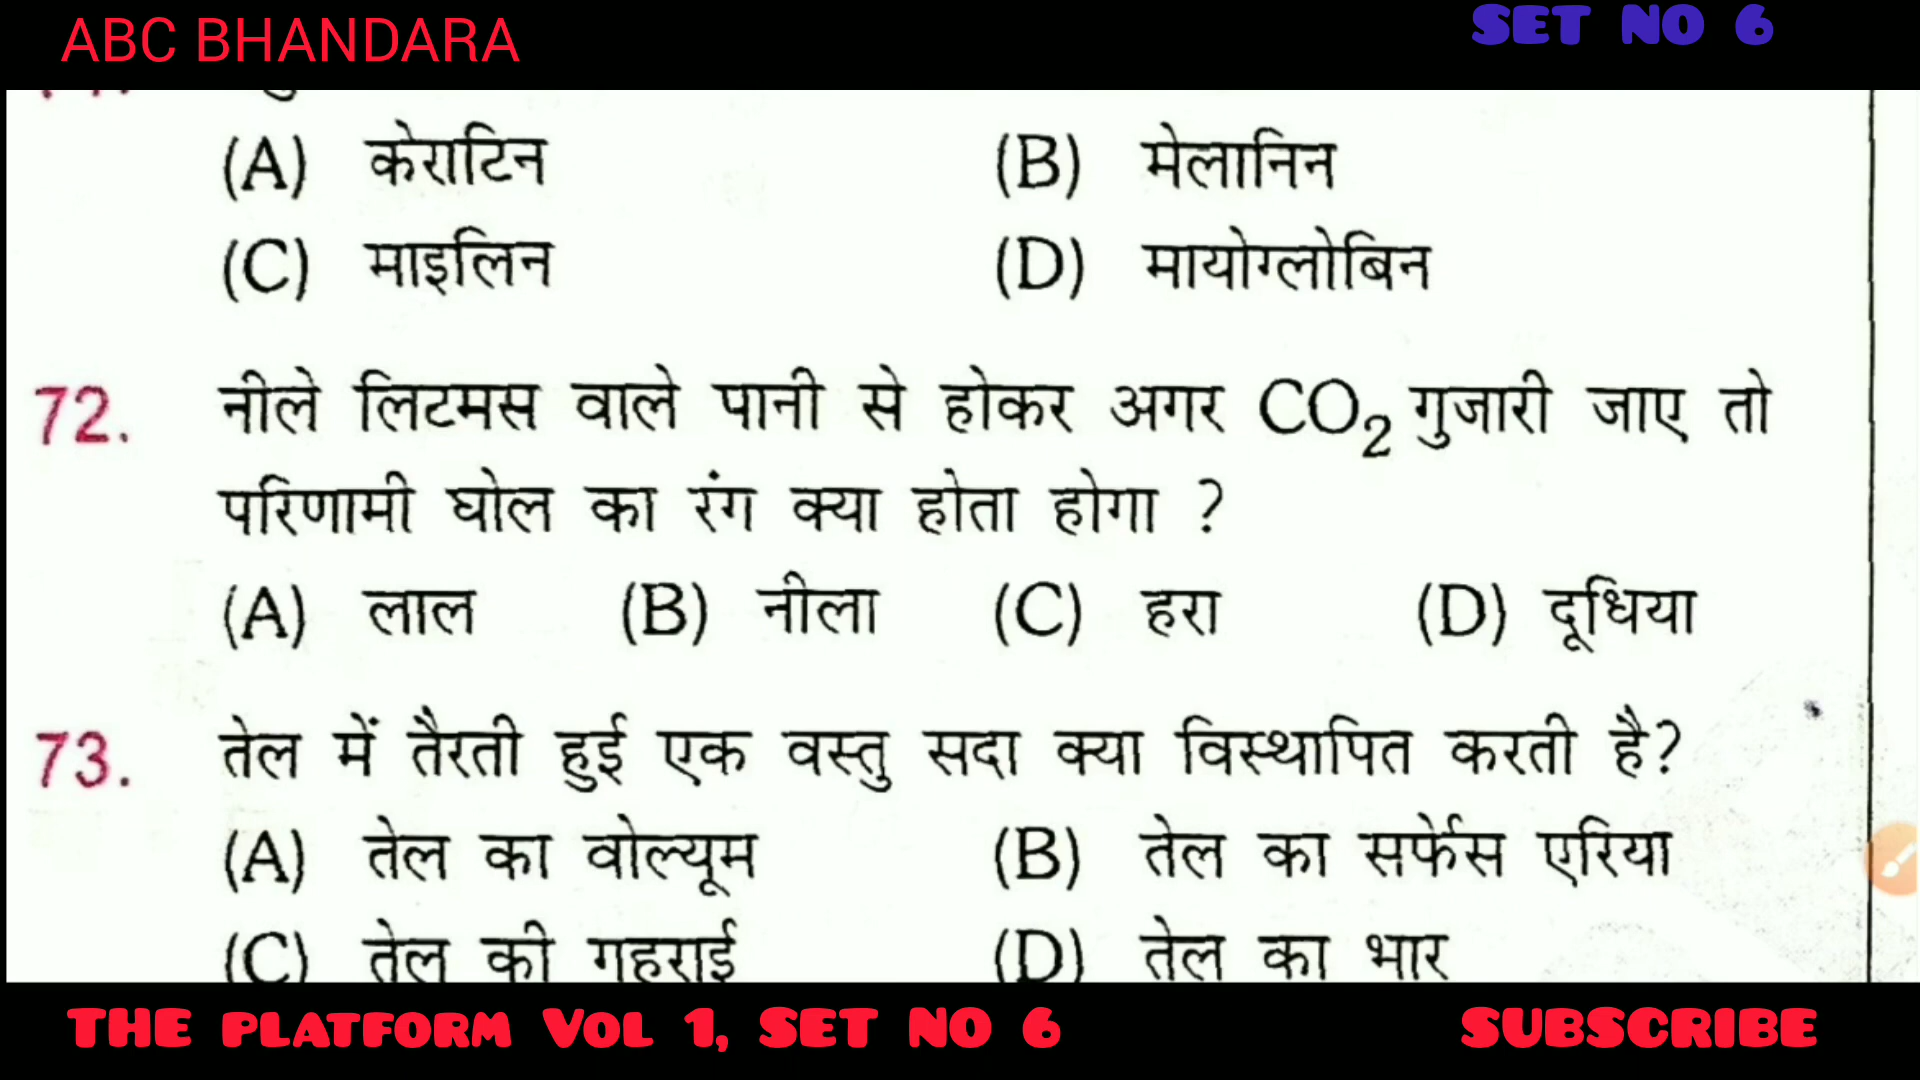 ABC BHANDARA
SET NO 6
(A) केराटिन (B) मेलानिन
(C) माइलिन (D) मायोग्लोबिन
72. नीले लिटमस वाले पानी से होकर अगर CO₂ गुजारी जाए तो
परिणामी घोल का रंग क्या होता होगा ?
(A) लाल (B) नीला (C) हरा (D) दूधिया
73. तेल में तैरती हुई एक वस्तु सदा क्या विस्थापित करती है?
(A) तेल का वोल्यूम (B) तेल का सर्फेस एरिया
(C) तेल की गहराई (D) तेल का भार
THE PLATFORM VOL 1, SET NO 6
SUBSCRIBE